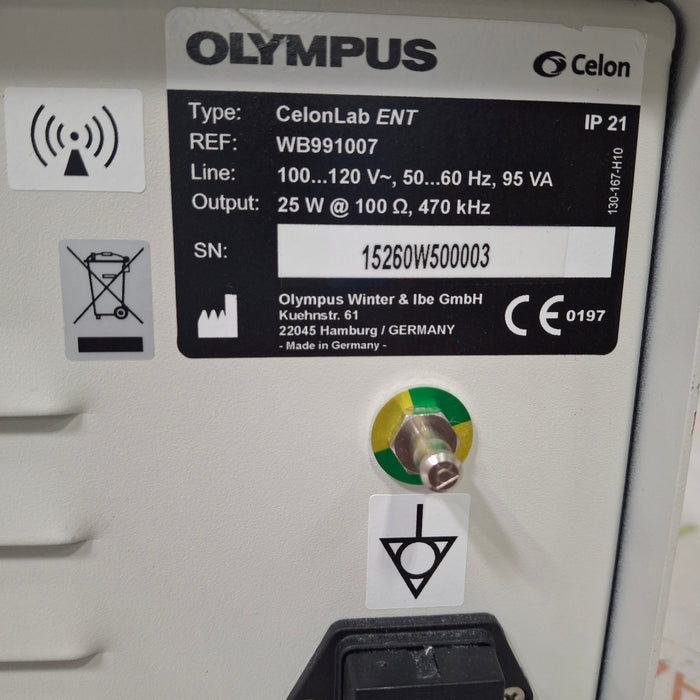 OLYMPUS
Celon
Type: CelonLab ENT
IP 21
REF: WB991007
Line: 100...120 V~, 50...60 Hz, 95 VA
Output: 25 W @ 100 Ω, 470 kHz
130-167-H10
SN: 15260W500003
Olympus Winter & Ibe GmbH
Kuehnstr. 61
22045 Hamburg / GERMANY
- Made in Germany -
CE 0197